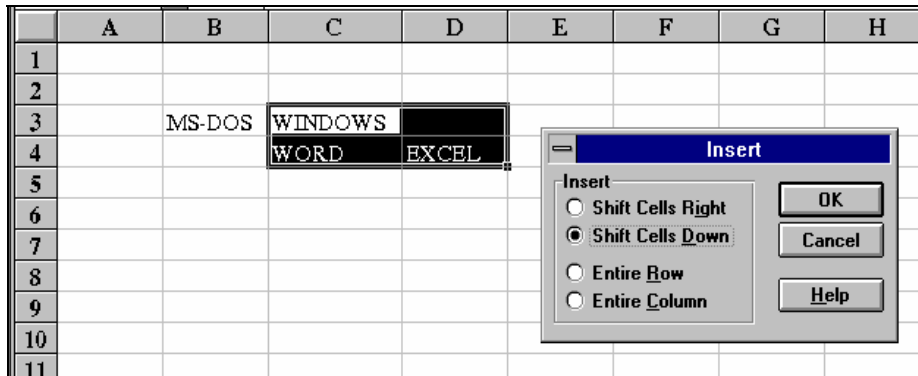 A B C D E F G H
1
2
3 MS-DOS WINDOWS
4 WORD EXCEL
Insert
5 Insert
6 Shift Cells Right OK
7 Shift Cells Down Cancel
8 Entire Row
9 Entire Column Help
10
11